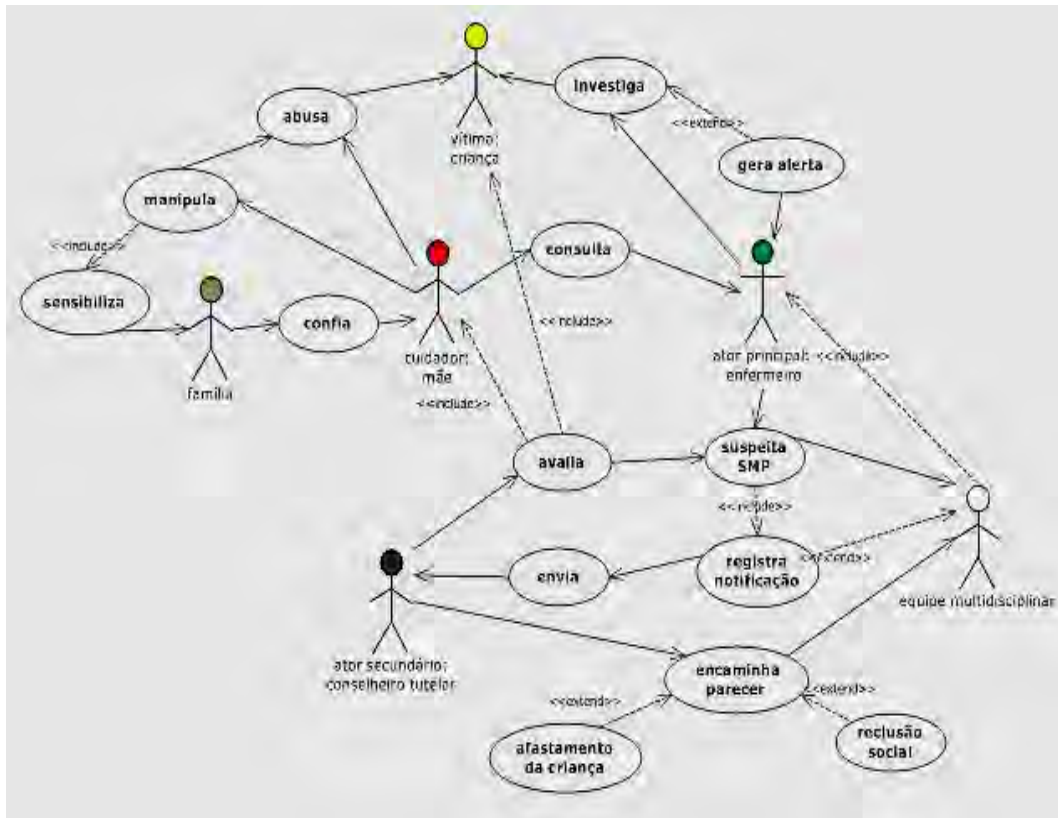 investiga
<<extend>>
abusa
vítima:
criança
gera alerta
manipula
<<include>>
consulta
sensibiliza
confia
<<include>>
família
cuidador:
mãe
ator principal:
enfermeiro
<<include>>
<<include>>
avalia
suspeita
SMP
<<include>>
envia
registra
notificação
<<extend>>
equipe multidisciplinar
ator secundário:
conselheiro tutelar
encaminha
parecer
<<extend>>
<<extend>>
afastamento
da criança
reclusão
social